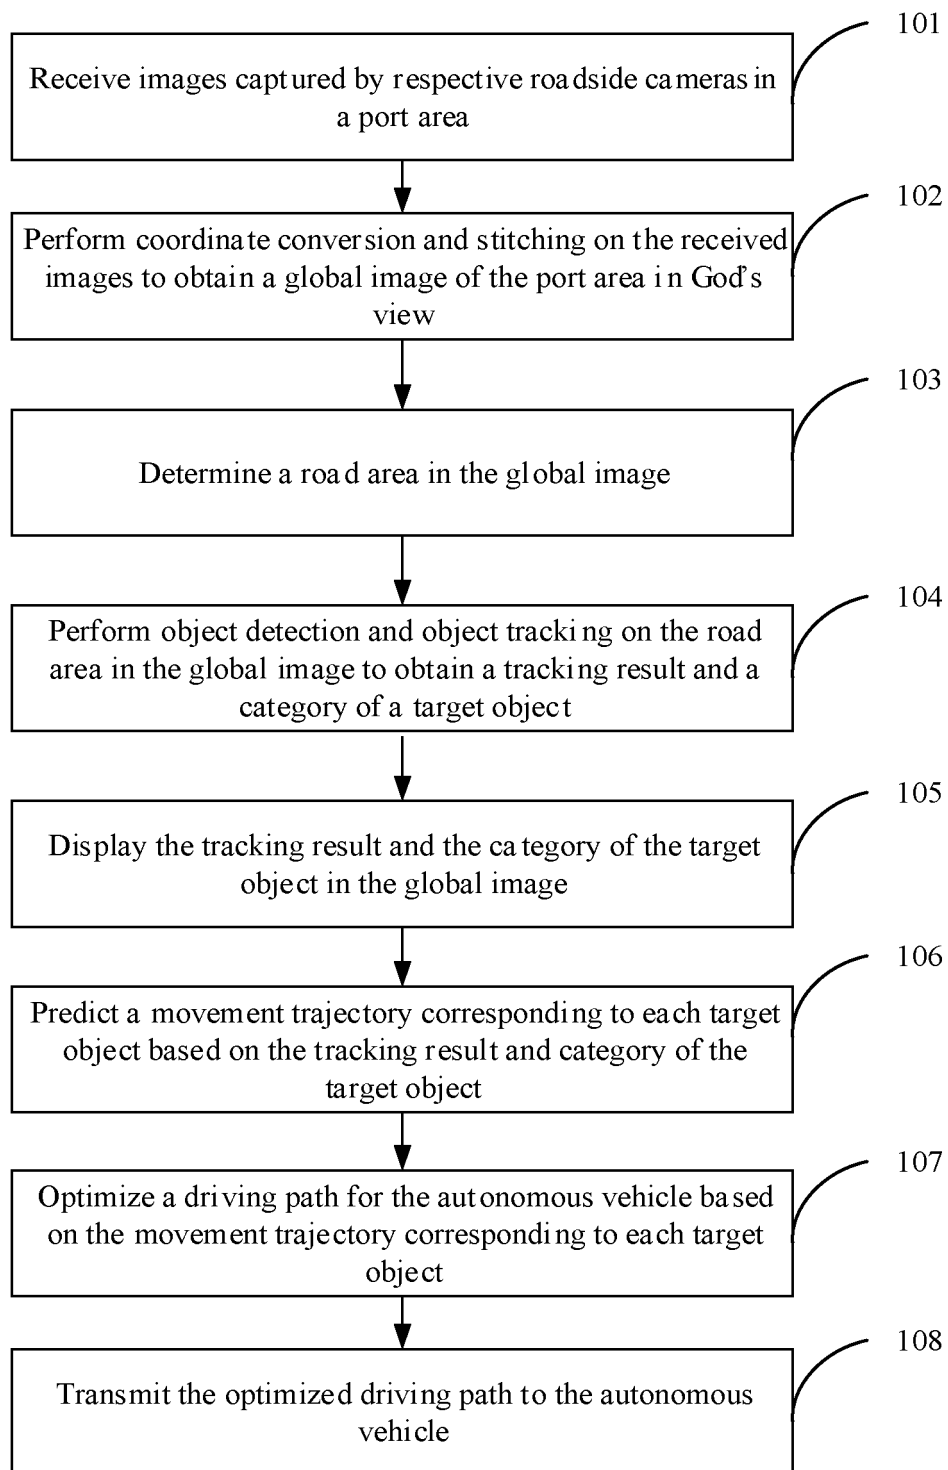 101
Receive images captured by respective roadside cameras in
a port area
102
Perform coordinate conversion and stitching on the received
images to obtain a global image of the port area in God's
view
103
Determine a road area in the global image
104
Perform object detection and object tracking on the road
area in the global image to obtain a tracking result and a
category of a target object
105
Display the tracking result and the category of the target
object in the global image
106
Predict a movement trajectory corresponding to each target
object based on the tracking result and category of the
target object
107
Optimize a driving path for the autonomous vehicle based
on the movement trajectory corresponding to each target
object
108
Transmit the optimized driving path to the autonomous
vehicle